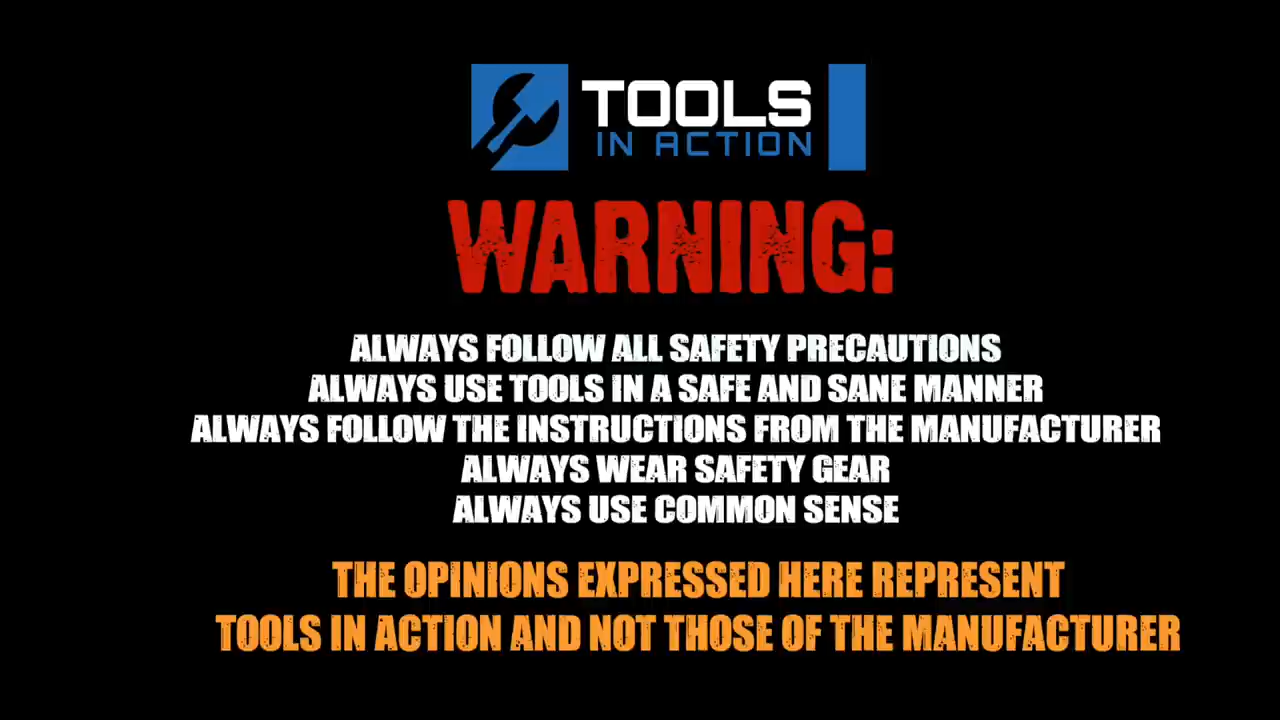 TOOLS
IN ACTION
WARNING:
ALWAYS FOLLOW ALL SAFETY PRECAUTIONS
ALWAYS USE TOOLS IN A SAFE AND SANE MANNER
ALWAYS FOLLOW THE INSTRUCTIONS FROM THE MANUFACTURER
ALWAYS WEAR SAFETY GEAR
ALWAYS USE COMMON SENSE
THE OPINIONS EXPRESSED HERE REPRESENT
TOOLS IN ACTION AND NOT THOSE OF THE MANUFACTURER